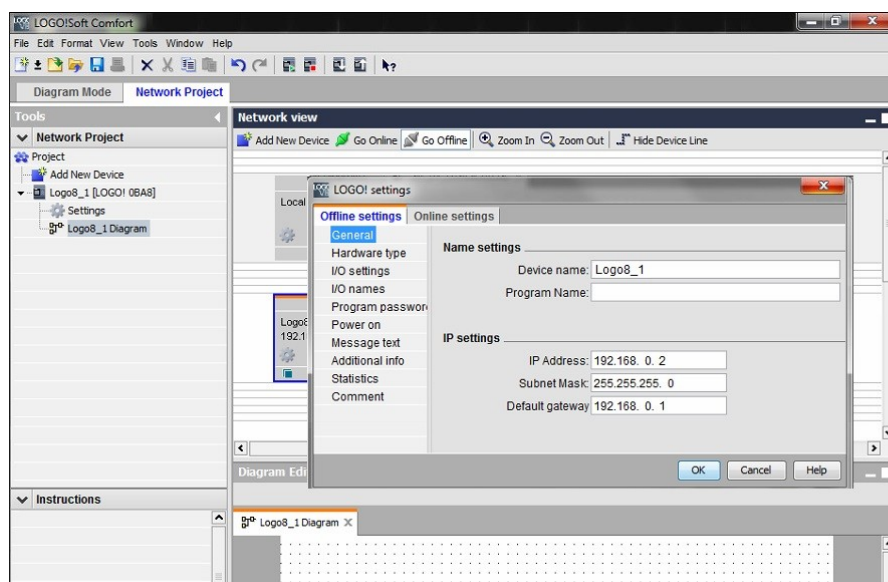 LOGO!Soft Comfort
File Edit Format View Tools Window Help
Diagram Mode Network Project
Tools
Network Project
Project
Add New Device
Logo8_1 [LOGO! 0BA8]
Settings
Logo8_1 Diagram
Instructions
Network view
Add New Device Go Online Go Offline Zoom In Zoom Out Hide Device Line
Local
Logo8
192.1
LOGO! settings
Offline settings Online settings
General
Hardware type
I/O settings
I/O names
Program password
Power on
Message text
Additional info
Statistics
Comment
Name settings
Device name: Logo8_1
Program Name:
IP settings
IP Address: 192.168. 0. 2
Subnet Mask: 255.255.255. 0
Default gateway 192.168. 0. 1
OK Cancel Help
Diagram Edi
Logo8_1 Diagram